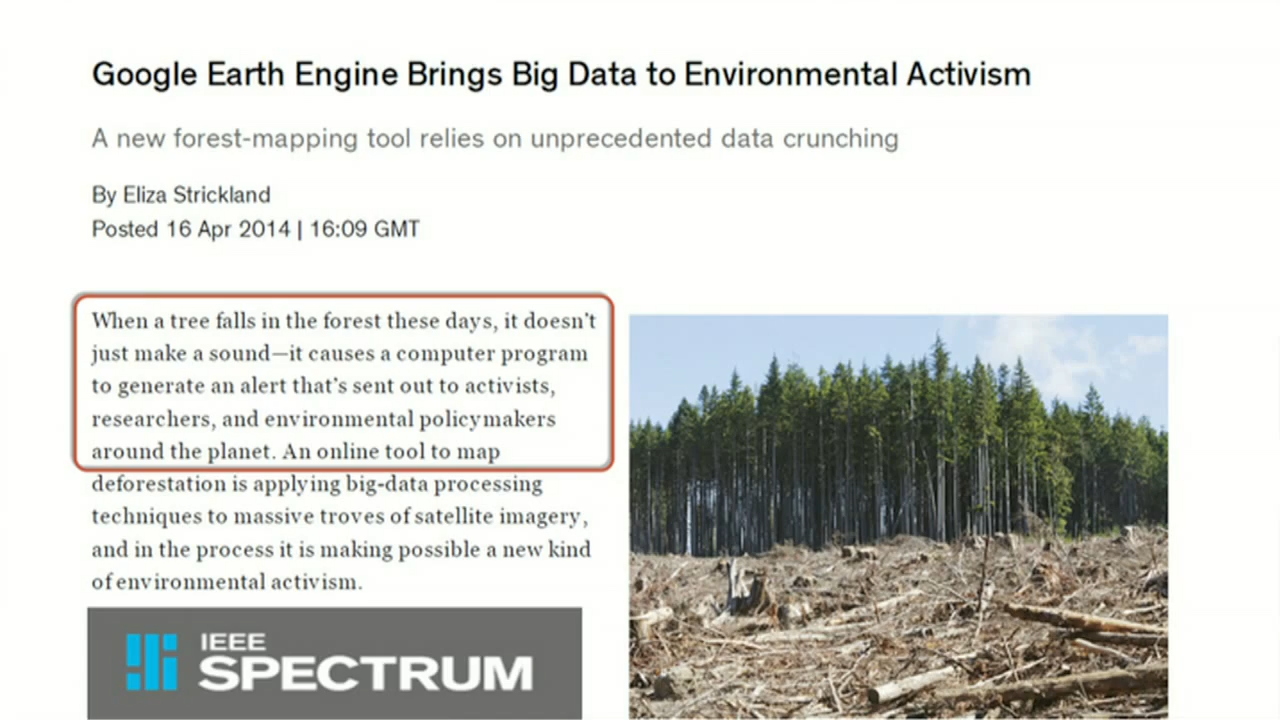 Google Earth Engine Brings Big Data to Environmental Activism
A new forest-mapping tool relies on unprecedented data crunching
By Eliza Strickland
Posted 16 Apr 2014 | 16:09 GMT
When a tree falls in the forest these days, it doesn't
just make a sound—it causes a computer program
to generate an alert that's sent out to activists,
researchers, and environmental policymakers
around the planet. An online tool to map
deforestation is applying big-data processing
techniques to massive troves of satellite imagery,
and in the process it is making possible a new kind
of environmental activism.
IEEE
SPECTRUM